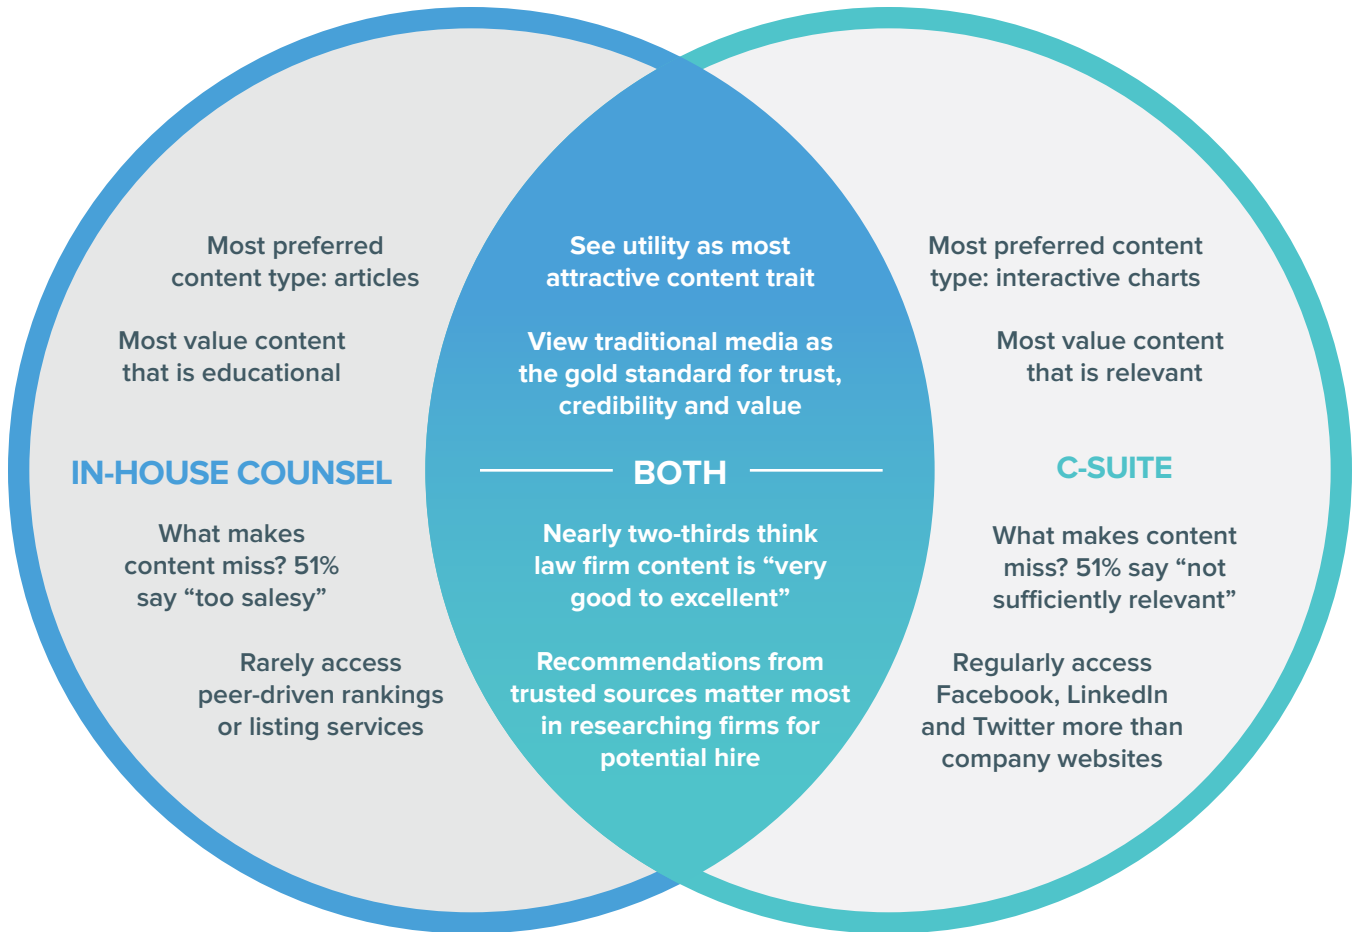 Most preferred
content type: articles
Most value content
that is educational
IN-HOUSE COUNSEL
What makes
content miss? 51%
say “too salesy”
Rarely access
peer-driven rankings
or listing services
See utility as most
attractive content trait
View traditional media as
the gold standard for trust,
credibility and value
BOTH
Nearly two-thirds think
law firm content is “very
good to excellent”
Recommendations from
trusted sources matter most
in researching firms for
potential hire
Most preferred content
type: interactive charts
Most value content
that is relevant
C-SUITE
What makes content
miss? 51% say “not
sufficiently relevant”
Regularly access
Facebook, LinkedIn
and Twitter more than
company websites